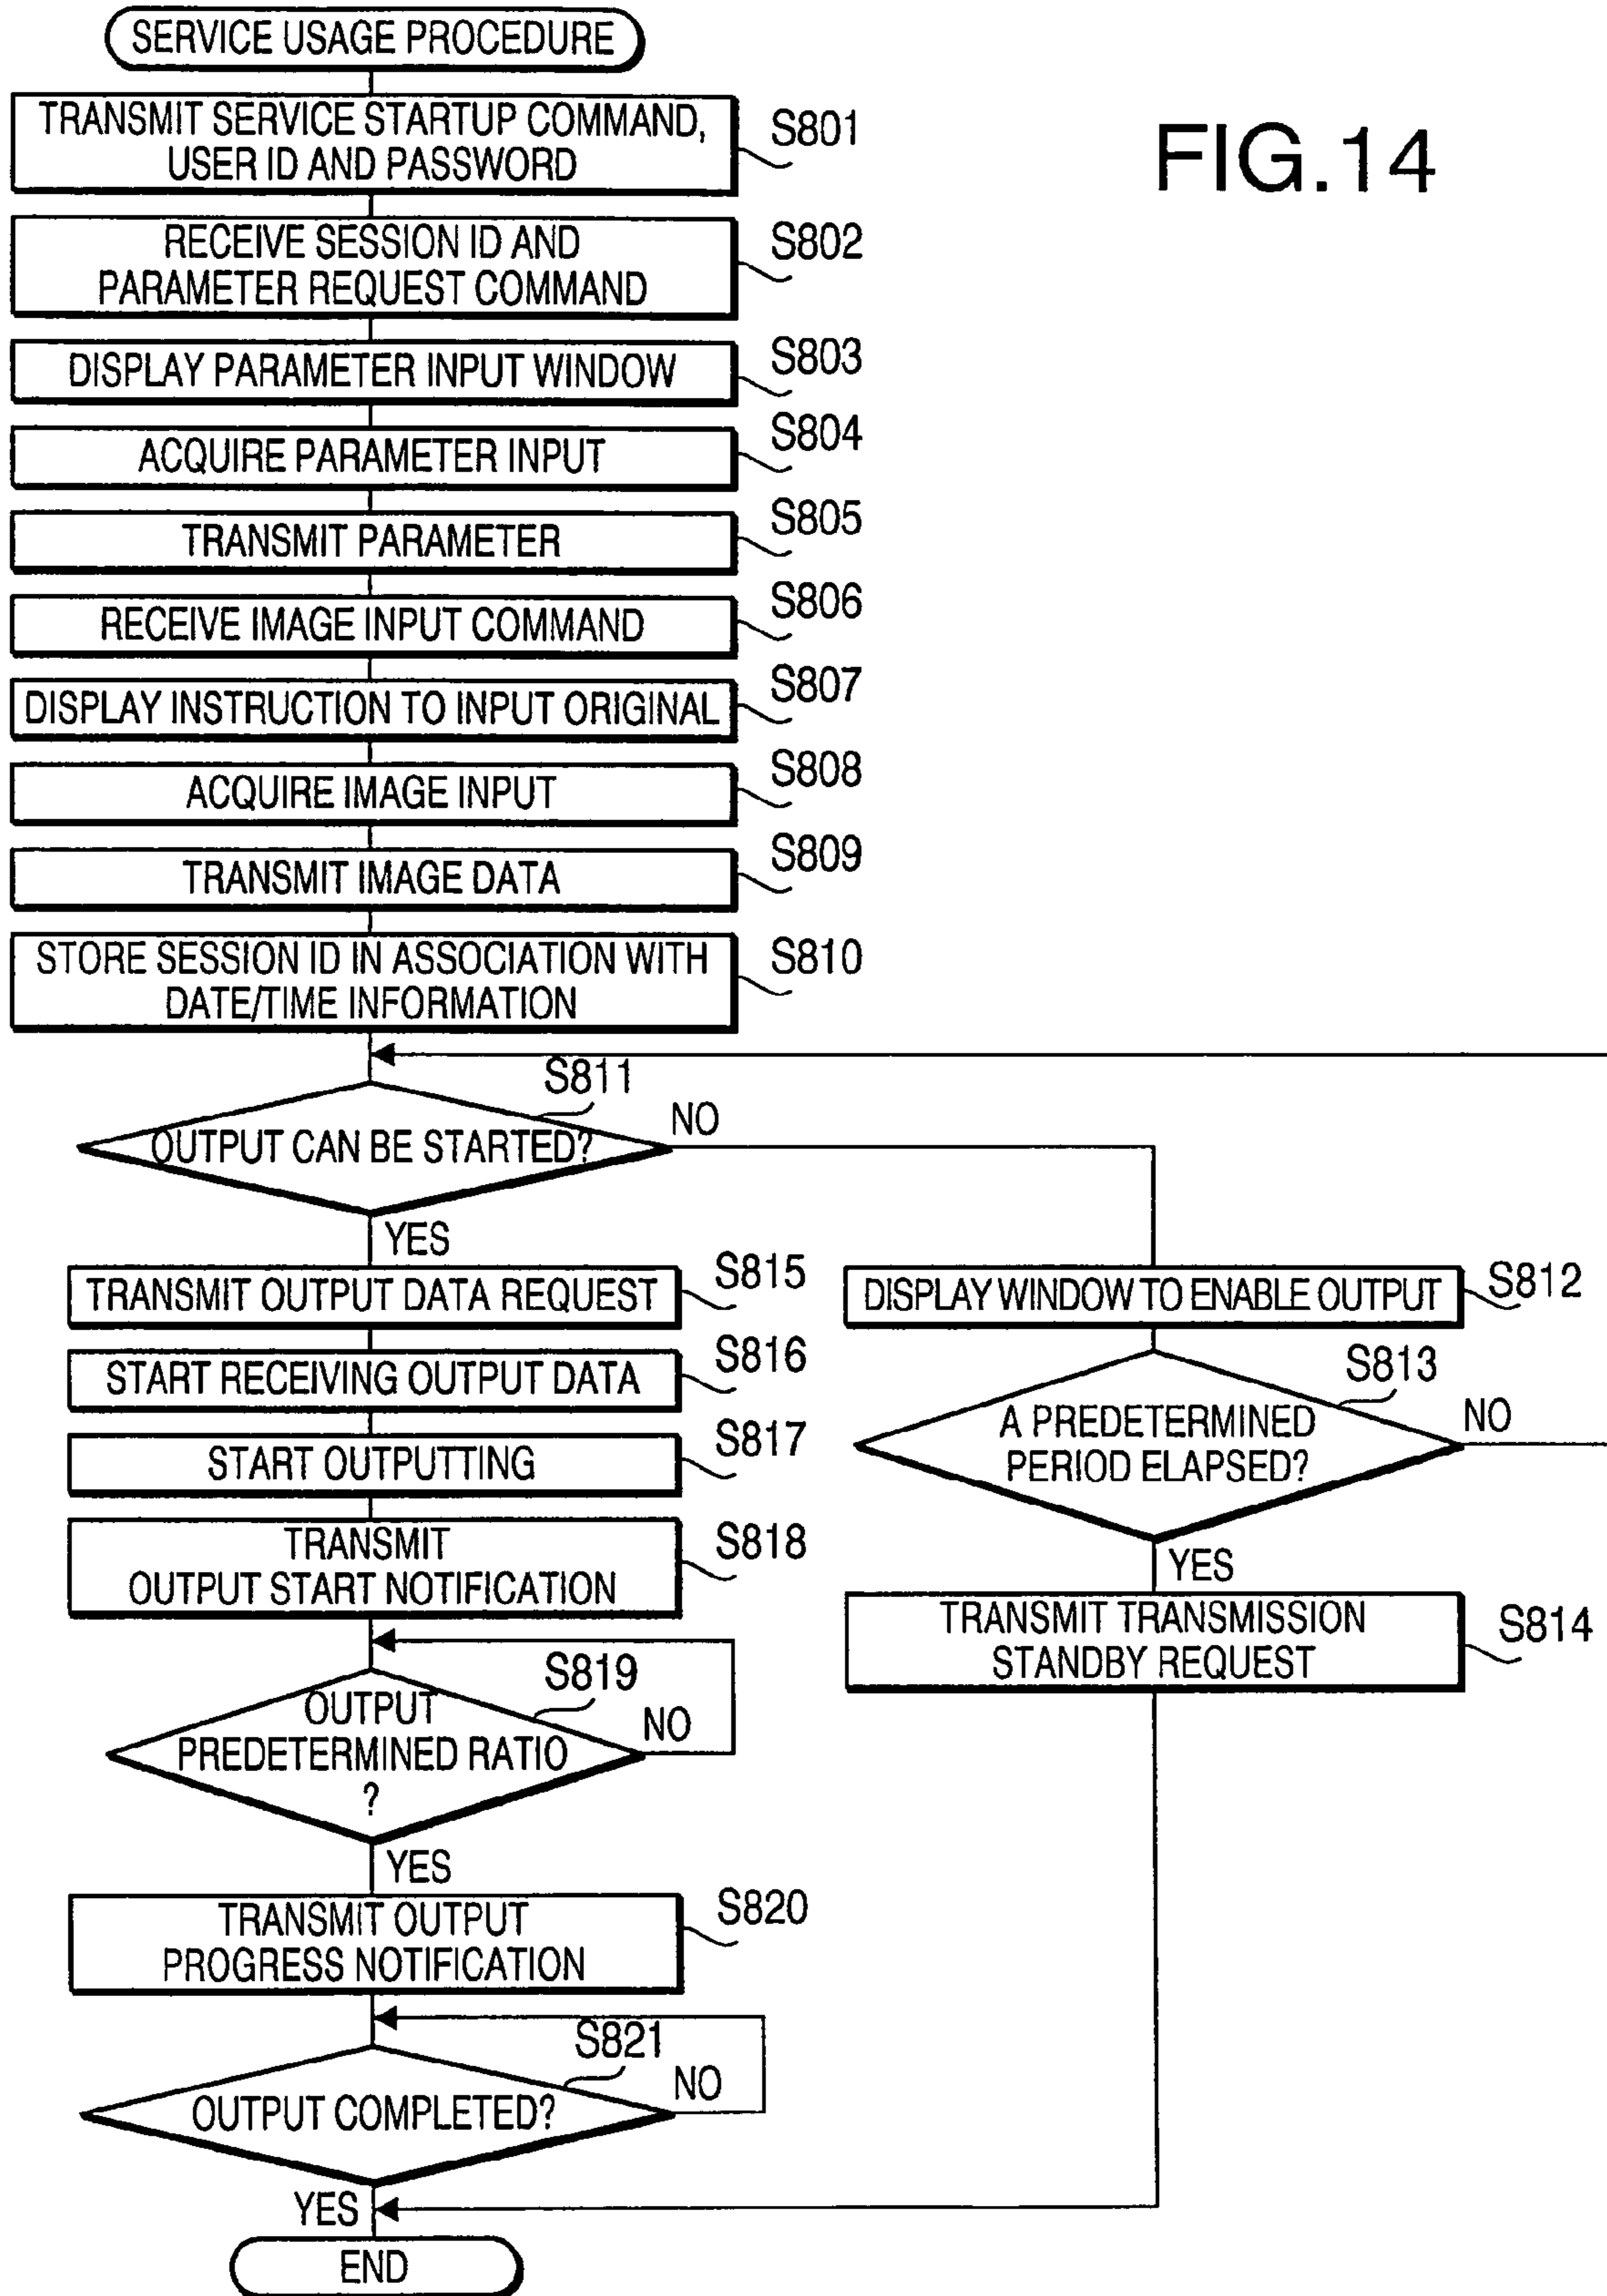 SERVICE USAGE PROCEDURE
FIG.14
TRANSMIT SERVICE STARTUP COMMAND,
USER ID AND PASSWORD
S801
RECEIVE SESSION ID AND
PARAMETER REQUEST COMMAND
S802
DISPLAY PARAMETER INPUT WINDOW
S803
ACQUIRE PARAMETER INPUT
S804
TRANSMIT PARAMETER
S805
RECEIVE IMAGE INPUT COMMAND
S806
DISPLAY INSTRUCTION TO INPUT ORIGINAL
S807
ACQUIRE IMAGE INPUT
S808
TRANSMIT IMAGE DATA
S809
STORE SESSION ID IN ASSOCIATION WITH
DATE/TIME INFORMATION
S810
S811
OUTPUT CAN BE STARTED?
NO
YES
TRANSMIT OUTPUT DATA REQUEST
S815
START RECEIVING OUTPUT DATA
S816
START OUTPUTTING
S817
TRANSMIT
OUTPUT START NOTIFICATION
S818
S819
OUTPUT
PREDETERMINED RATIO
?
NO
YES
TRANSMIT OUTPUT
PROGRESS NOTIFICATION
S820
S821
OUTPUT COMPLETED?
NO
YES
END
DISPLAY WINDOW TO ENABLE OUTPUT
S812
S813
A PREDETERMINED
PERIOD ELAPSED?
NO
YES
TRANSMIT TRANSMISSION
STANDBY REQUEST
S814